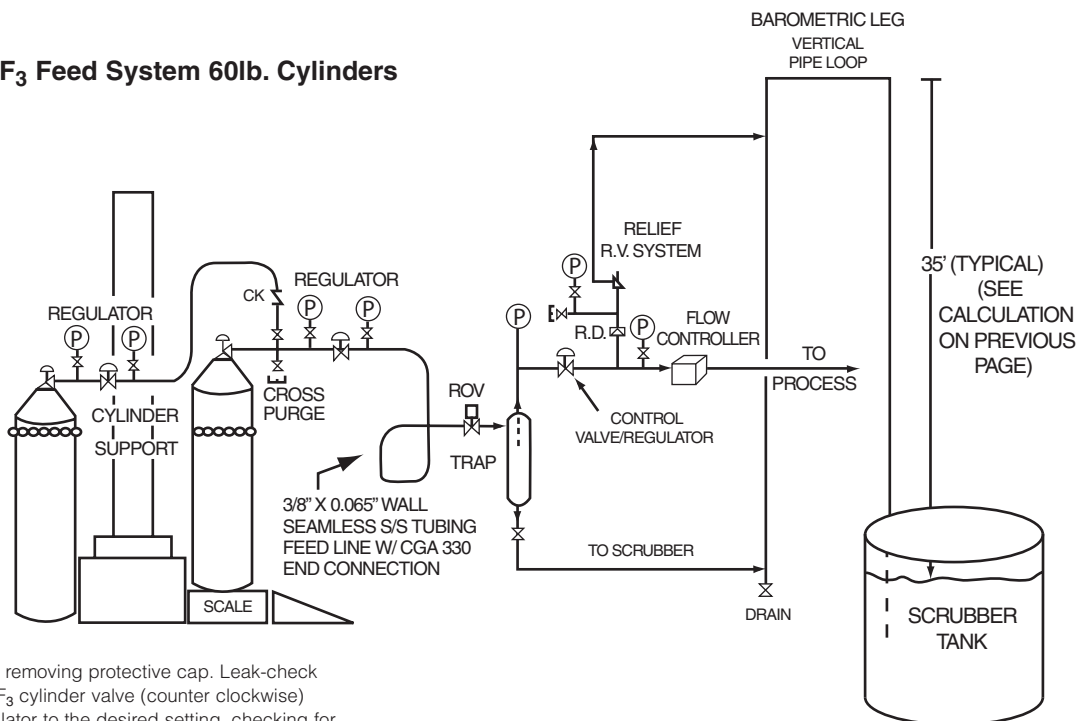 F₃ Feed System 60lb. Cylinders
BAROMETRIC LEG
VERTICAL
PIPE LOOP
RELIEF
R.V. SYSTEM
35’ (TYPICAL)
(SEE
CALCULATION
ON PREVIOUS
PAGE)
REGULATOR
P
P
CK
REGULATOR
P
P
CROSS
PURGE
CYLINDER
SUPPORT
ROV
TRAP
P
P
R.D.
P
FLOW
CONTROLLER
TO
PROCESS
CONTROL
VALVE/REGULATOR
3/8” X 0.065” WALL
SEAMLESS S/S TUBING
FEED LINE W/ CGA 330
END CONNECTION
TO SCRUBBER
DRAIN
SCALE
SCRUBBER
TANK
removing protective cap. Leak-check
F₃ cylinder valve (counter clockwise)
lator to the desired setting, checking for